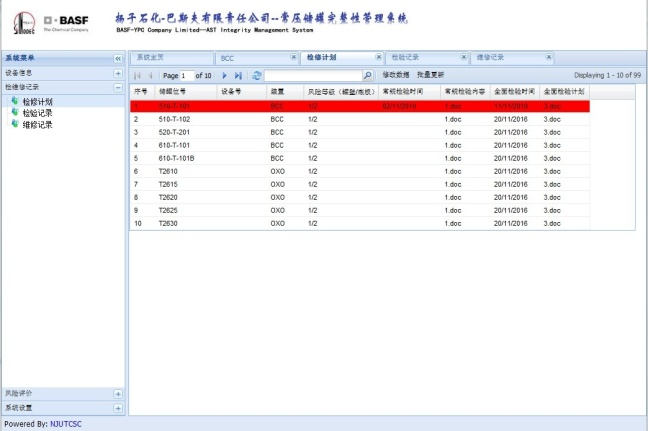 BASF
The Chemical Company
扬子石化-巴斯夫有限责任公司--常压储罐完整性管理系统
BASF-YPC Company Limited--AST Integrity Management System
系统菜单
系统主页 BCC 检修计划 检验记录 维修记录
设备信息
Page 1 of 10 修改数据 批量更新 Displaying 1 - 10 of 99
检维修记录
序号 储罐位号 设备号 装置 风险等级（罐壁/底板） 常规检验时间 常规检验内容 全面检验时间 全面检验计划
检修计划
检验记录
维修记录
1 510-T-101 BCC 1/2 02/11/2016 1.doc 11/11/2016 3.doc
2 510-T-102 BCC 1/2 1.doc 20/11/2016 3.doc
3 520-T-201 BCC 1/2 1.doc 20/11/2016 3.doc
4 610-T-101 BCC 1/2 1.doc 20/11/2016 3.doc
5 610-T-101B BCC 1/2 1.doc 20/11/2016 3.doc
6 T2610 OXO 1/2 1.doc 20/11/2016 3.doc
7 T2615 OXO 1/2 1.doc 20/11/2016 3.doc
8 T2620 OXO 1/2 1.doc 20/11/2016 3.doc
9 T2625 OXO 1/2 1.doc 20/11/2016 3.doc
10 T2630 OXO 1/2 1.doc 20/11/2016 3.doc
风险评价
系统设置
Powered By: NJUTCSC